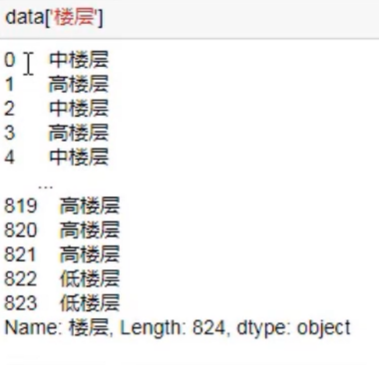 data['楼层']
0 中楼层
1 高楼层
2 中楼层
3 高楼层
4 中楼层
...
819 高楼层
820 高楼层
821 高楼层
822 低楼层
823 低楼层
Name: 楼层, Length: 824, dtype: object